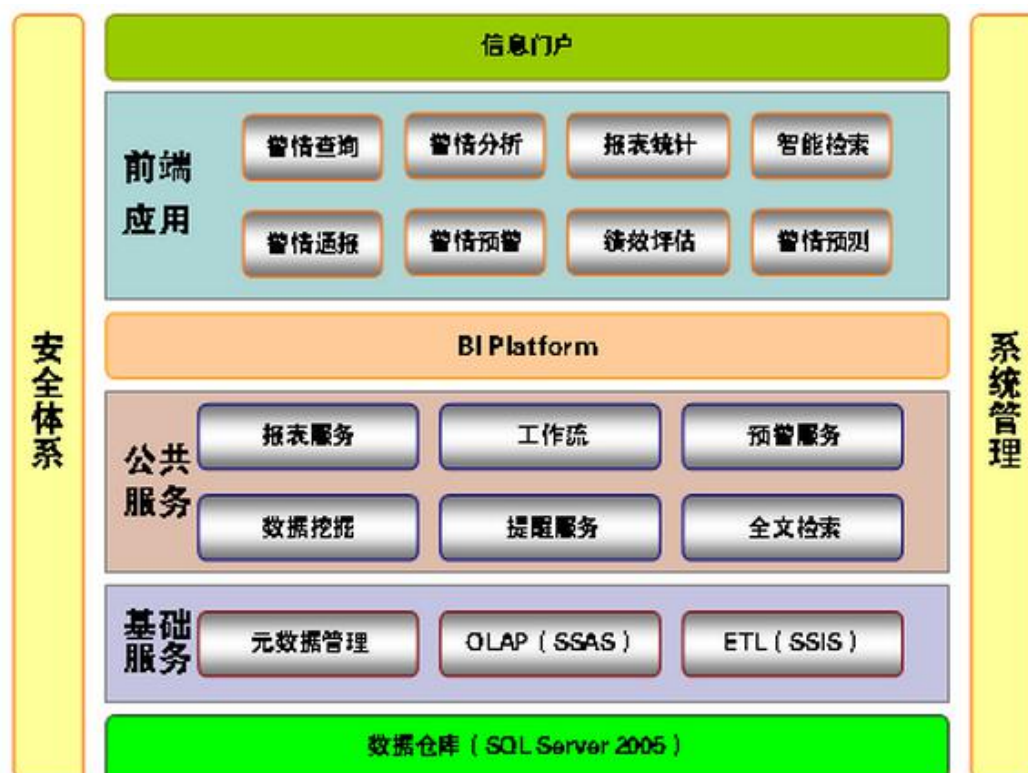 信息门户
前端
应用
警情查询
警情分析
报表统计
智能检索
警情通报
警情预警
绩效评估
警情预测
BI Platform
公共
服务
报表服务
工作流
预警服务
数据挖掘
提醒服务
全文检索
基础
服务
元数据管理
OLAP（SSAS）
ETL（SSIS）
数据仓库（SQL Server 2005）
安全体系
系统管理